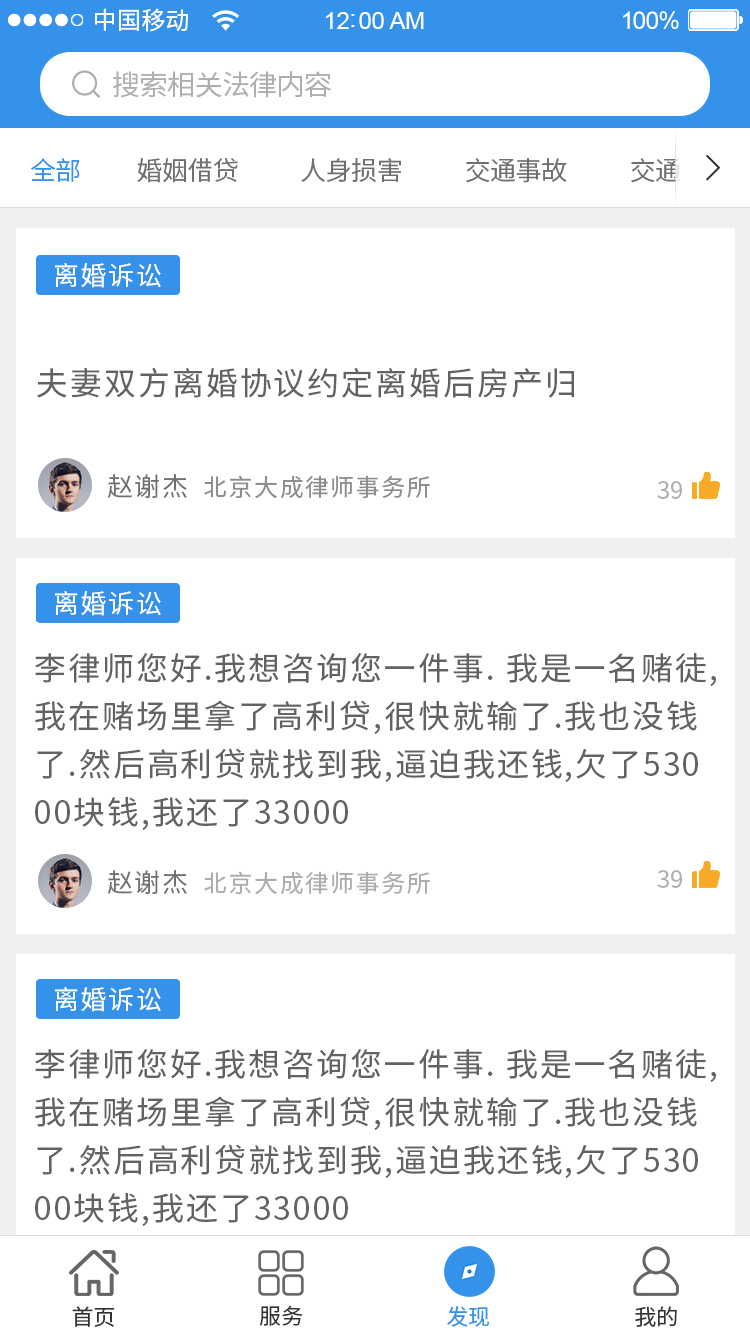 中国移动 12:00 AM 100%
搜索相关法律内容
全部 婚姻借贷 人身损害 交通事故 交通
离婚诉讼
夫妻双方离婚协议约定离婚后房产归
赵谢杰 北京大成律师事务所 39
离婚诉讼
李律师您好.我想咨询您一件事. 我是一名赌徒,
我在赌场里拿了高利贷,很快就输了.我也没钱
了.然后高利贷就找到我,逼迫我还钱,欠了530
00块钱,我还了33000
赵谢杰 北京大成律师事务所 39
离婚诉讼
李律师您好.我想咨询您一件事. 我是一名赌徒,
我在赌场里拿了高利贷,很快就输了.我也没钱
了.然后高利贷就找到我,逼迫我还钱,欠了530
00块钱,我还了33000
首页 服务 发现 我的